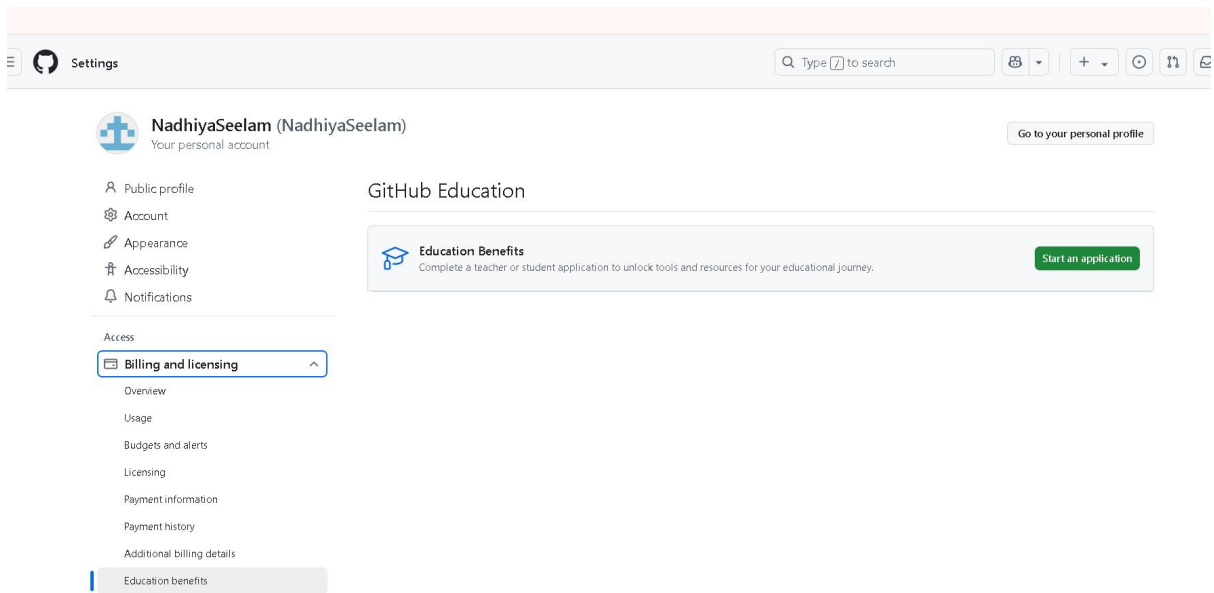 Settings
Type / to search
NadhiyaSeelam (NadhiyaSeelam)
Your personal account
Go to your personal profile
Public profile
Account
Appearance
Accessibility
Notifications
Access
Billing and licensing
Overview
Usage
Budgets and alerts
Licensing
Payment information
Payment history
Additional billing details
Education benefits
GitHub Education
Education Benefits
Complete a teacher or student application to unlock tools and resources for your educational journey.
Start an application